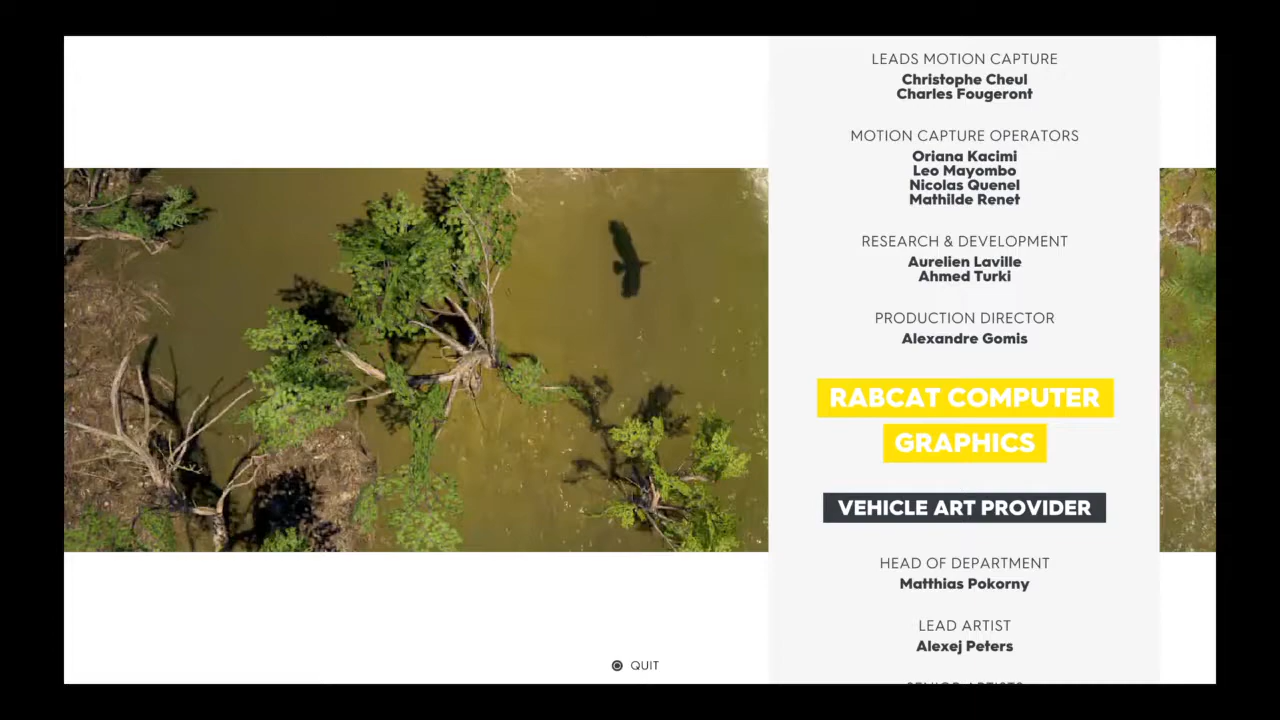 LEADS MOTION CAPTURE
Christophe Cheul
Charles Fougeront
MOTION CAPTURE OPERATORS
Oriana Kacimi
Leo Mayombo
Nicolas Quenel
Mathilde Renet
RESEARCH & DEVELOPMENT
Aurelien Laville
Ahmed Turki
PRODUCTION DIRECTOR
Alexandre Gomis
RABCAT COMPUTER
GRAPHICS
VEHICLE ART PROVIDER
HEAD OF DEPARTMENT
Matthias Pokorny
LEAD ARTIST
Alexej Peters
SENIOR ARTISTS
QUIT